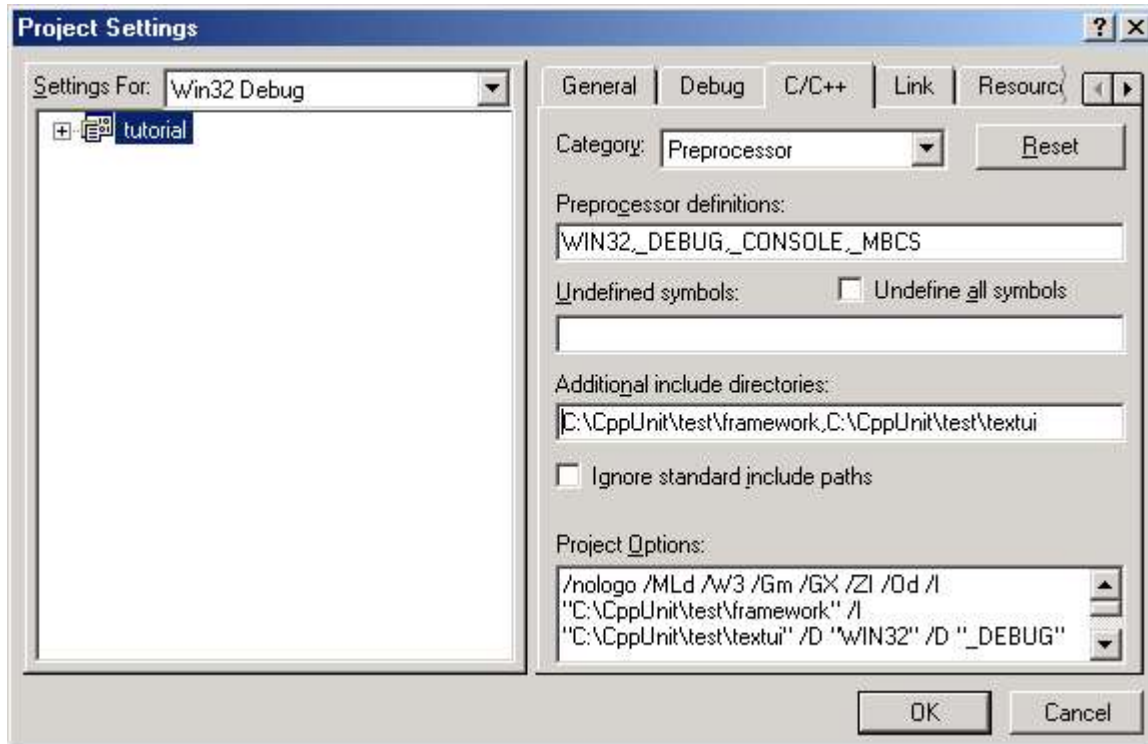 Project Settings
Settings For: Win32 Debug
tutorial
General Debug C/C++ Link Resourc
Category: Preprocessor Reset
Preprocessor definitions:
WIN32,_DEBUG,_CONSOLE,_MBCS
Undefined symbols: Undefine all symbols
Additional include directories:
C:\CppUnit\test\framework,C:\CppUnit\test\textui
Ignore standard include paths
Project Options:
/nologo /MLd /W3 /Gm /GX /ZI /Od /I
"C:\CppUnit\test\framework" /I
"C:\CppUnit\test\textui" /D "WIN32" /D "_DEBUG"
OK Cancel